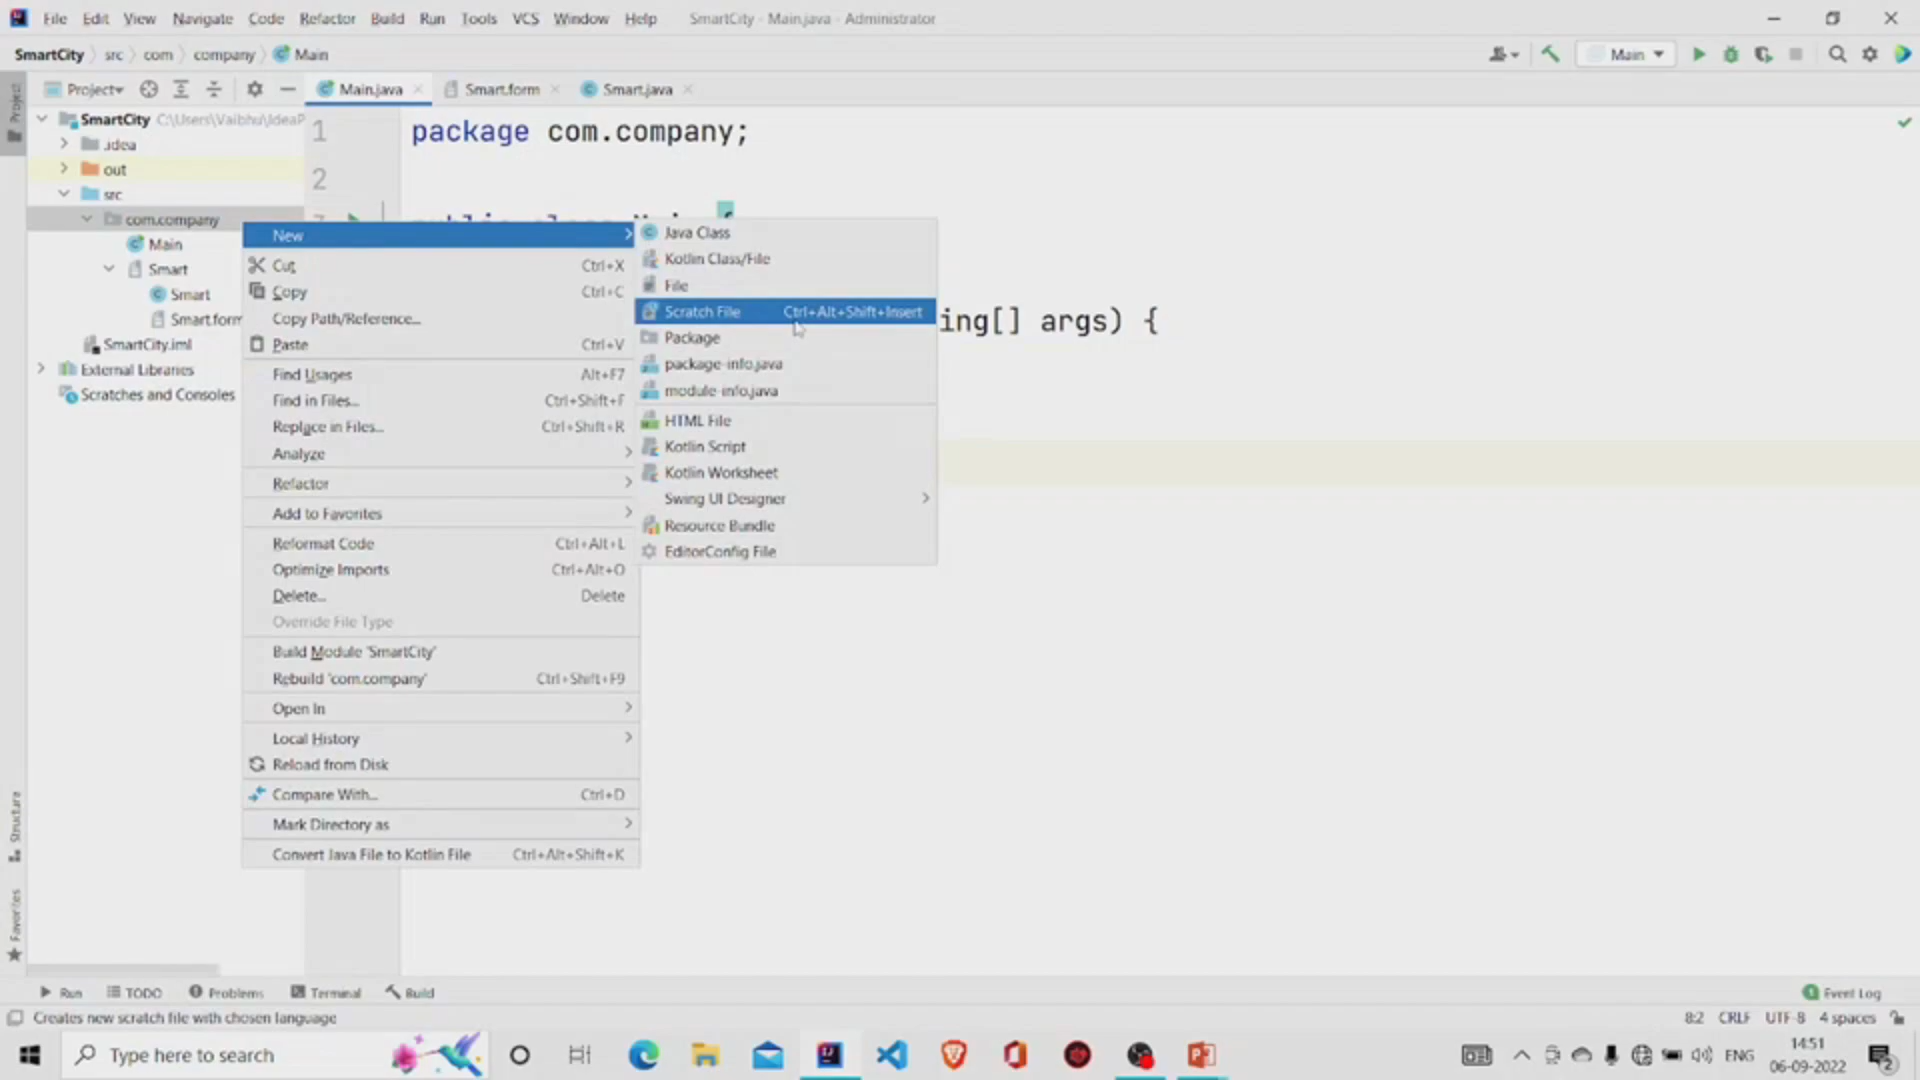 File Edit View Navigate Code Refactor Build Run Tools VCS Window Help SmartCity - Main.java - Administrator
SmartCity src com company Main
Main
Project
Main.java Smart.form Smart.java
SmartCity C:\Users\Vaibhu\IdeaP
.idea
out
src
com.company
Main
Smart
Smart
Smart.form
SmartCity.iml
External Libraries
Scratches and Consoles
1 package com.company;
2
ing[] args) {
New
Cut Ctrl+X
Copy Ctrl+C
Copy Path/Reference...
Paste Ctrl+V
Find Usages Alt+F7
Find in Files... Ctrl+Shift+F
Replace in Files... Ctrl+Shift+R
Analyze
Refactor
Add to Favorites
Reformat Code Ctrl+Alt+L
Optimize Imports Ctrl+Alt+O
Delete... Delete
Override File Type
Build Module 'SmartCity'
Rebuild 'com.company' Ctrl+Shift+F9
Open In
Local History
Reload from Disk
Compare With... Ctrl+D
Mark Directory as
Convert Java File to Kotlin File Ctrl+Alt+Shift+K
Java Class
Kotlin Class/File
File
Scratch File Ctrl+Alt+Shift+Insert
Package
package-info.java
module-info.java
HTML File
Kotlin Script
Kotlin Worksheet
Swing UI Designer
Resource Bundle
EditorConfig File
Project
Structure
Favorites
Run TODO Problems Terminal Build Event Log
Creates new scratch file with chosen language 8:2 CRLF UTF-8 4 spaces
Type here to search
ENG
14:51
06-09-2022
2